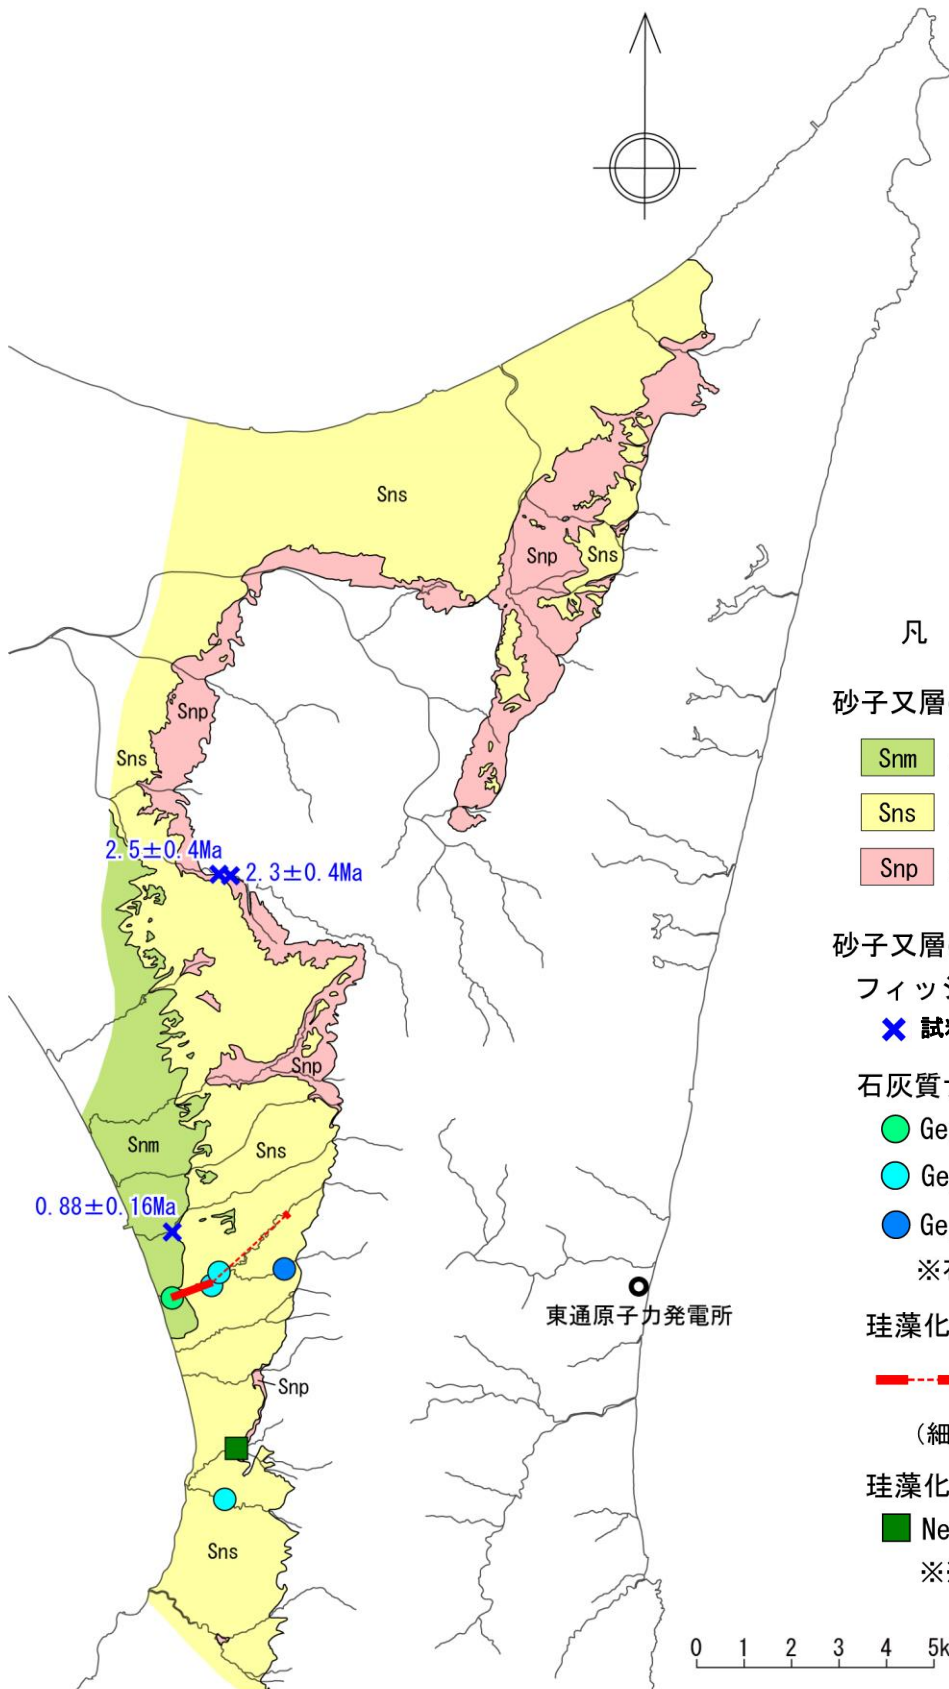 Sns
Snp
Sns
Snp
Sns
2.5±0.4Ma
2.3±0.4Ma
Snp
Snm
Sns
0.88±0.16Ma
東通原子力発電所
Snp
Sns
凡
砂子又層
Snm
Sns
Snp
砂子又層
フィッシ
試
石灰質
Ge
Ge
Ge
※
珪藻化
(細
珪藻化
Ne
※
0 1 2 3 4 5k